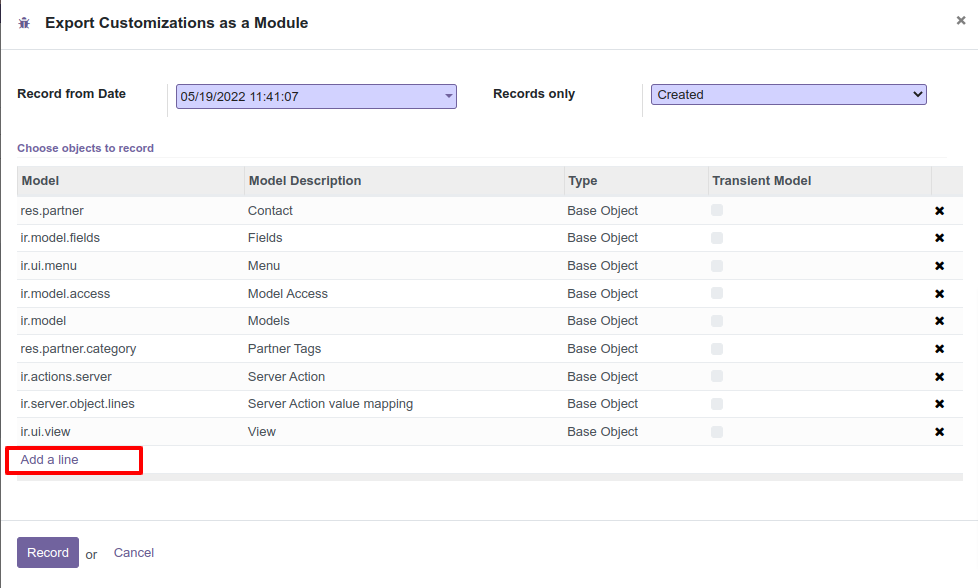 Export Customizations as a Module
Record from Date 05/19/2022 11:41:07 Records only Created
Choose objects to record
Model Model Description Type Transient Model
res.partner Contact Base Object
ir.model.fields Fields Base Object
ir.ui.menu Menu Base Object
ir.model.access Model Access Base Object
ir.model Models Base Object
res.partner.category Partner Tags Base Object
ir.actions.server Server Action Base Object
ir.server.object.lines Server Action value mapping Base Object
ir.ui.view View Base Object
Add a line
Record or Cancel